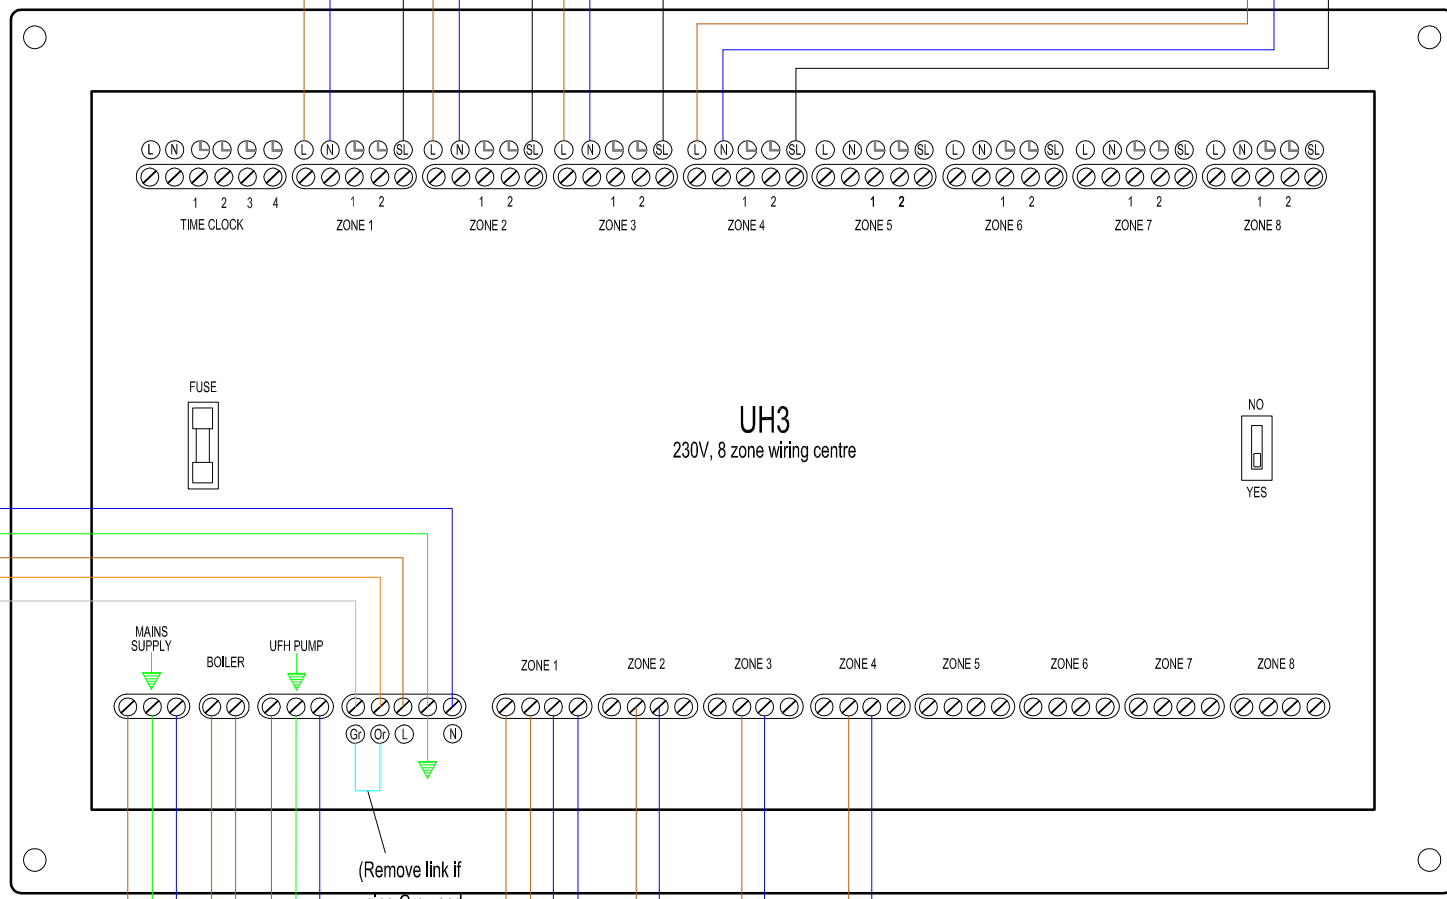 L N L N SL L N SL L N SL L N SL L N SL L N SL L N SL L N SL
1 2 3 4 1 2 1 2 1 2 1 2 1 2 1 2 1 2 1 2
TIME CLOCK ZONE 1 ZONE 2 ZONE 3 ZONE 4 ZONE 5 ZONE 6 ZONE 7 ZONE 8
FUSE
UH3
230V, 8 zone wiring centre
NO
YES
MAINS
SUPPLY
BOILER
UFH PUMP
ZONE 1 ZONE 2 ZONE 3 ZONE 4 ZONE 5 ZONE 6 ZONE 7 ZONE 8
Gr Or L N
(Remove link if